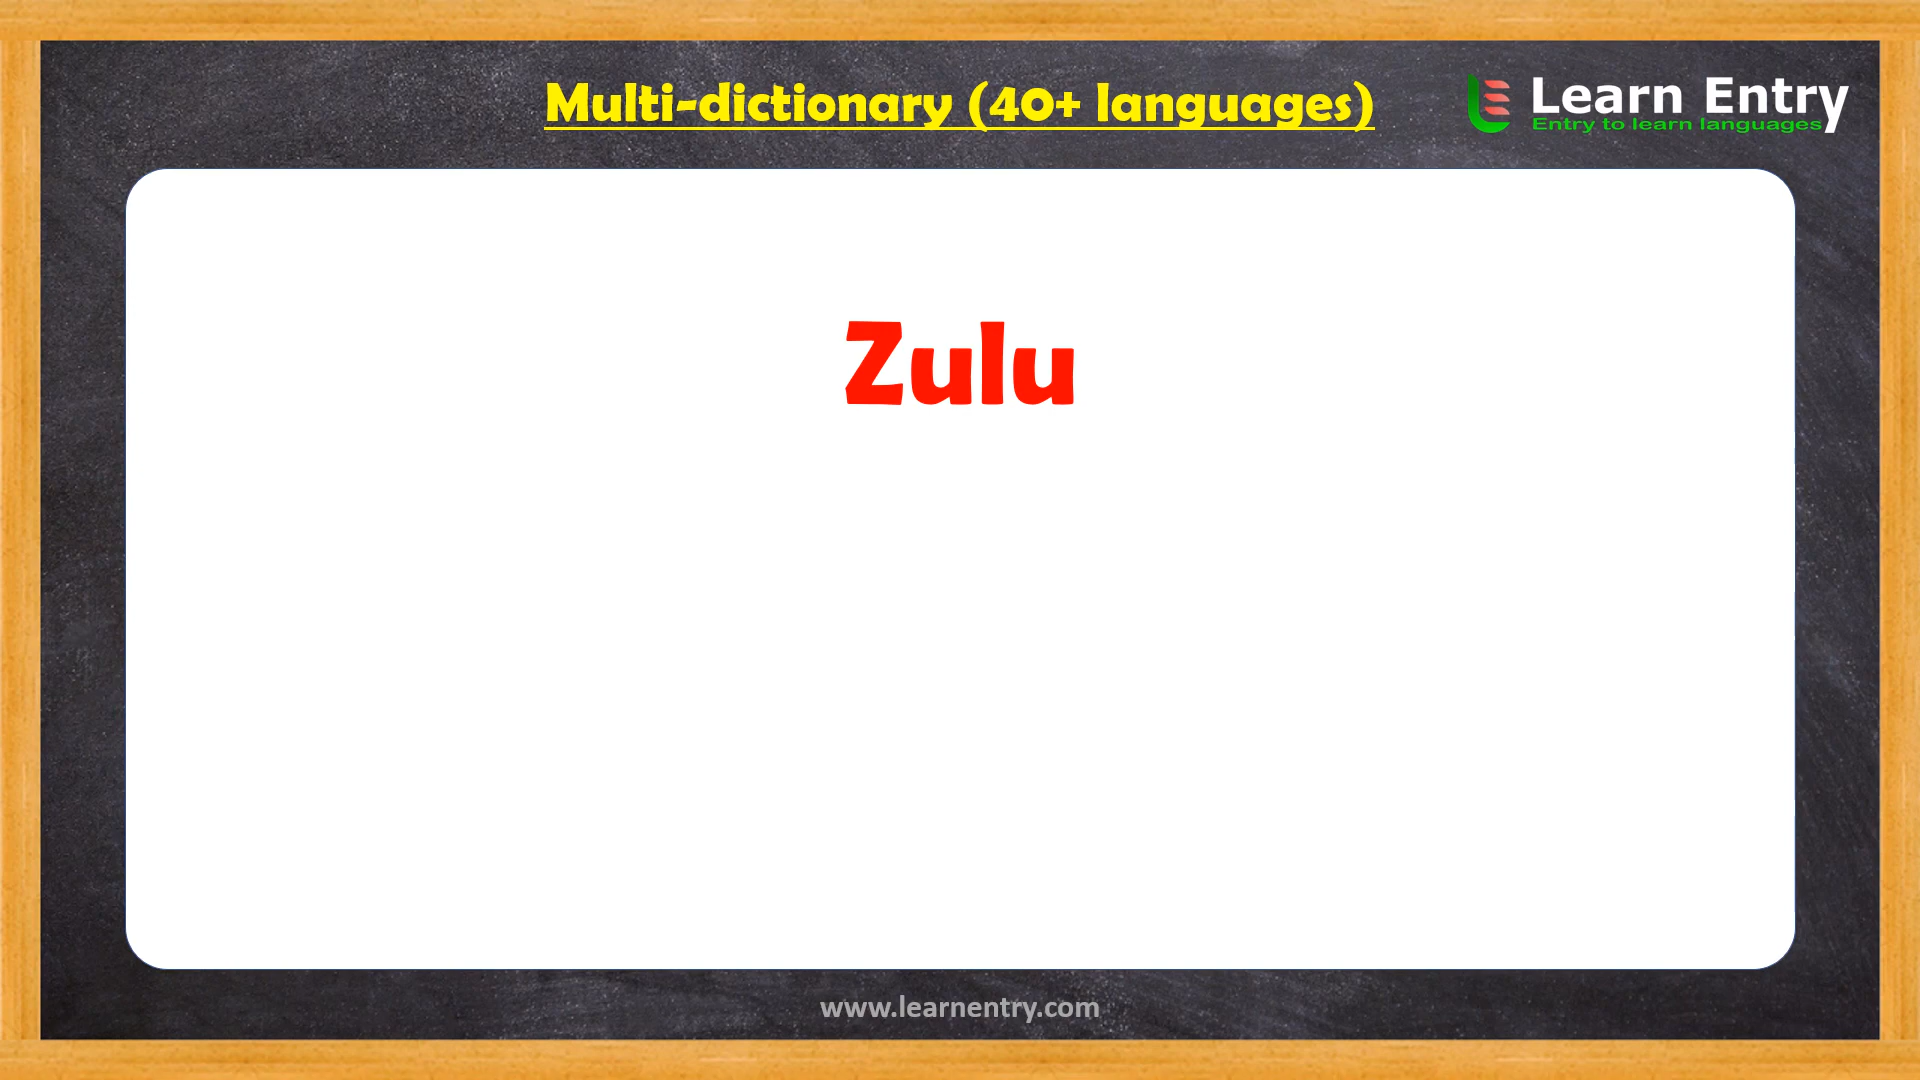 Multi-dictionary (40+ languages)
Learn Entry
Entry to learn languages
Zulu
www.learnentry.com